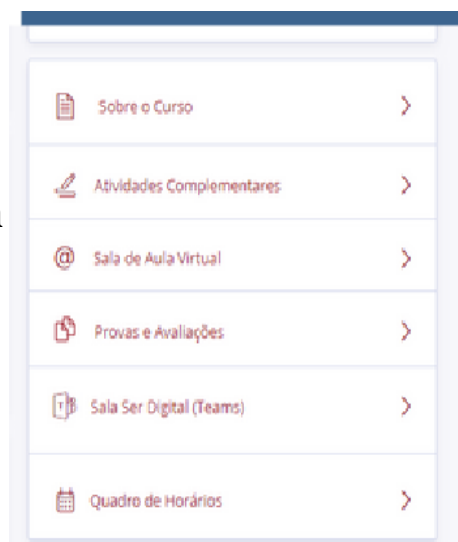 Sobre o Curso
Atividades Complementares
@ Sala de Aula Virtual
Provas e Avaliações
Sala Ser Digital (Teams)
Quadro de Horários